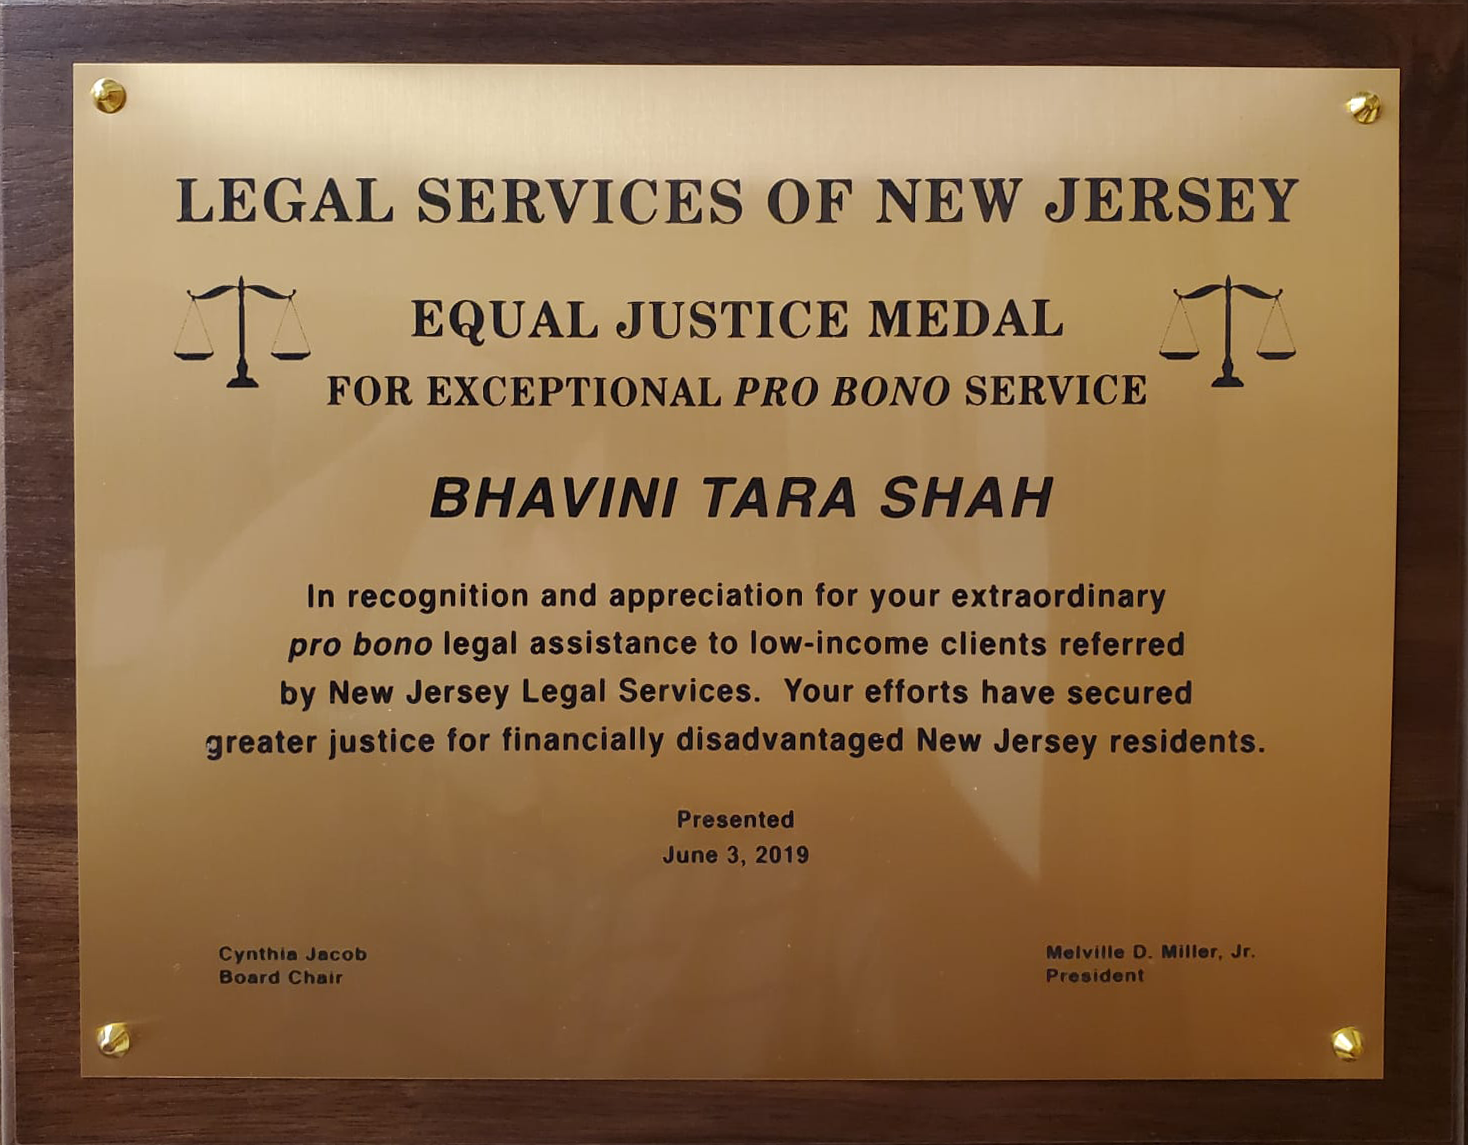 LEGAL SERVICES OF NEW JERSEY
EQUAL JUSTICE MEDAL
FOR EXCEPTIONAL PRO BONO SERVICE
BHAVINI TARA SHAH
In recognition and appreciation for your extraordinary
pro bono legal assistance to low-income clients referred
by New Jersey Legal Services. Your efforts have secured
greater justice for financially disadvantaged New Jersey residents.
Presented
June 3, 2019
Cynthia Jacob
Board Chair
Melville D. Miller, Jr.
President